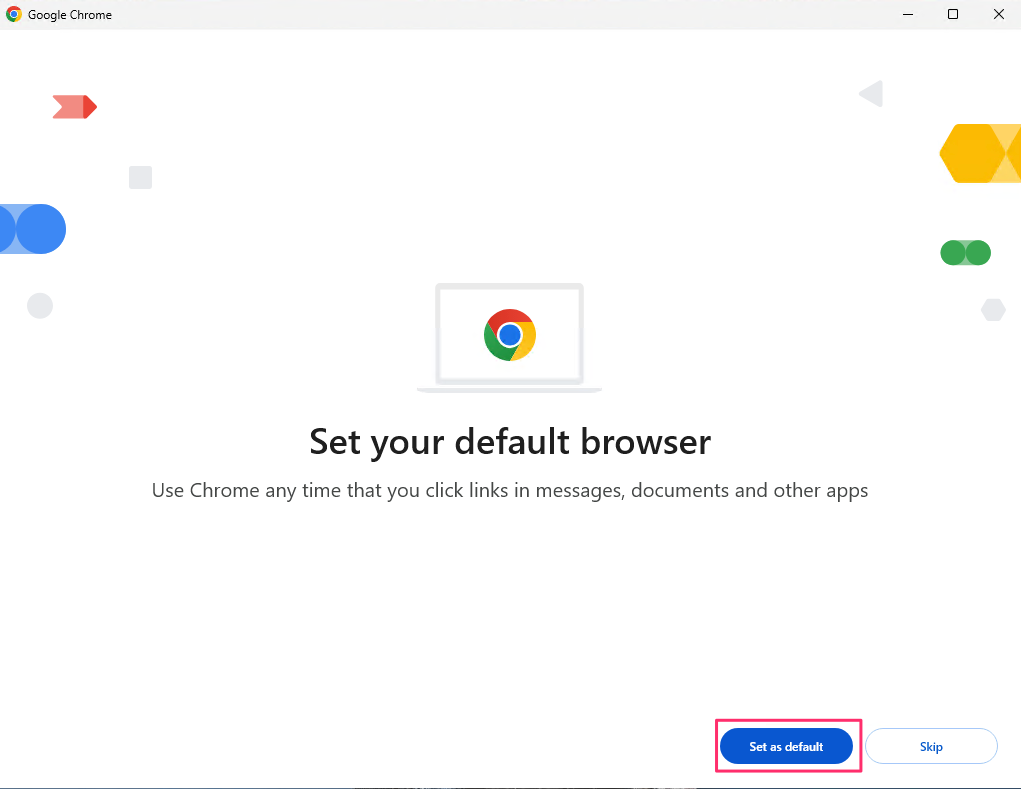 Google Chrome
Set your default browser
Use Chrome any time that you click links in messages, documents and other apps
Set as default
Skip